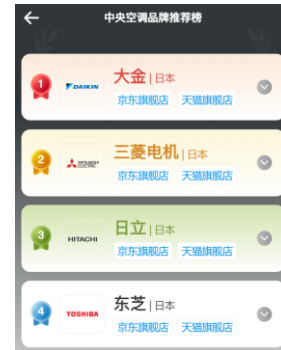 中央空调品牌推荐榜
1
DAIKIN
大金|日本
京东旗舰店 天猫旗舰店
2
MITSUBISHI
ELECTRIC
三菱电机|日本
京东旗舰店 天猫旗舰店
3
HITACHI
日立|日本
京东旗舰店 天猫旗舰店
4
TOSHIBA
东芝|日本
京东旗舰店 天猫旗舰店